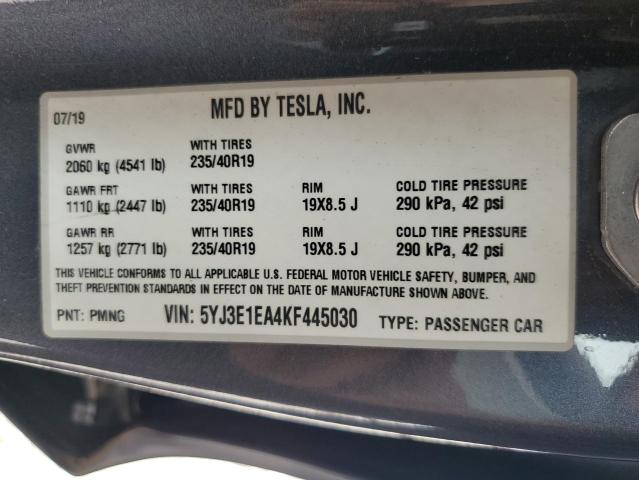 07/19 MFD BY TESLA, INC.
GVWR WITH TIRES
2060 kg (4541 lb) 235/40R19
GAWR FRT WITH TIRES RIM COLD TIRE PRESSURE
1110 kg (2447 lb) 235/40R19 19X8.5 J 290 kPa, 42 psi
GAWR RR WITH TIRES RIM COLD TIRE PRESSURE
1257 kg (2771 lb) 235/40R19 19X8.5 J 290 kPa, 42 psi
THIS VEHICLE CONFORMS TO ALL APPLICABLE U.S. FEDERAL MOTOR VEHICLE SAFETY, BUMPER, AND
THEFT PREVENTION STANDARDS IN EFFECT ON THE DATE OF MANUFACTURE SHOWN ABOVE.
PNT: PMNG VIN: 5YJ3E1EA4KF445030 TYPE: PASSENGER CAR